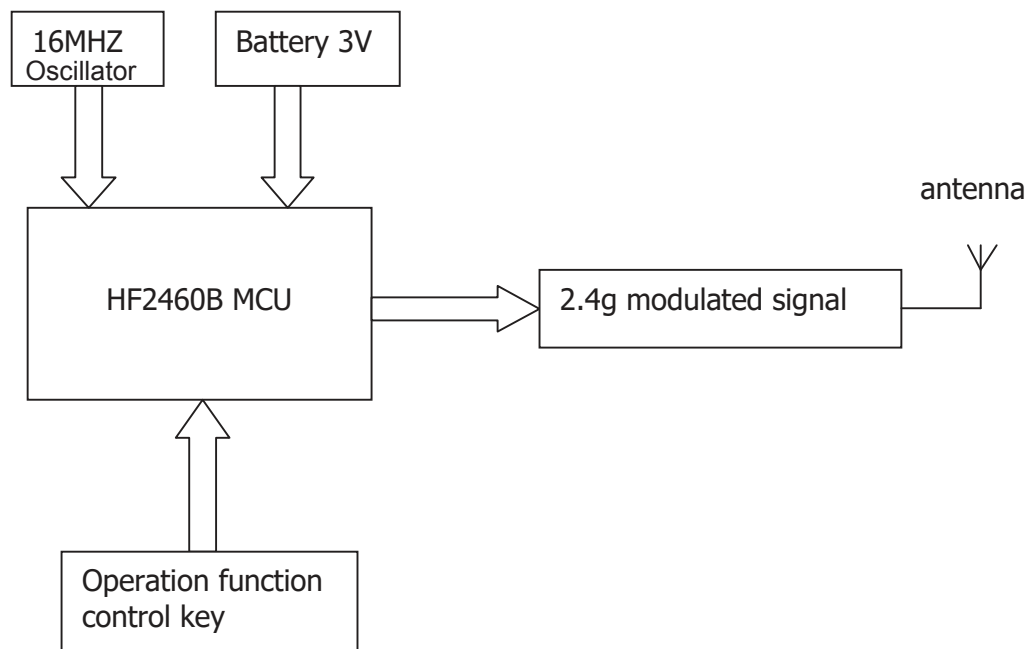 16MHZ
Oscillator
Battery 3V
antenna
HF2460B MCU
2.4g modulated signal
Operation function
control key